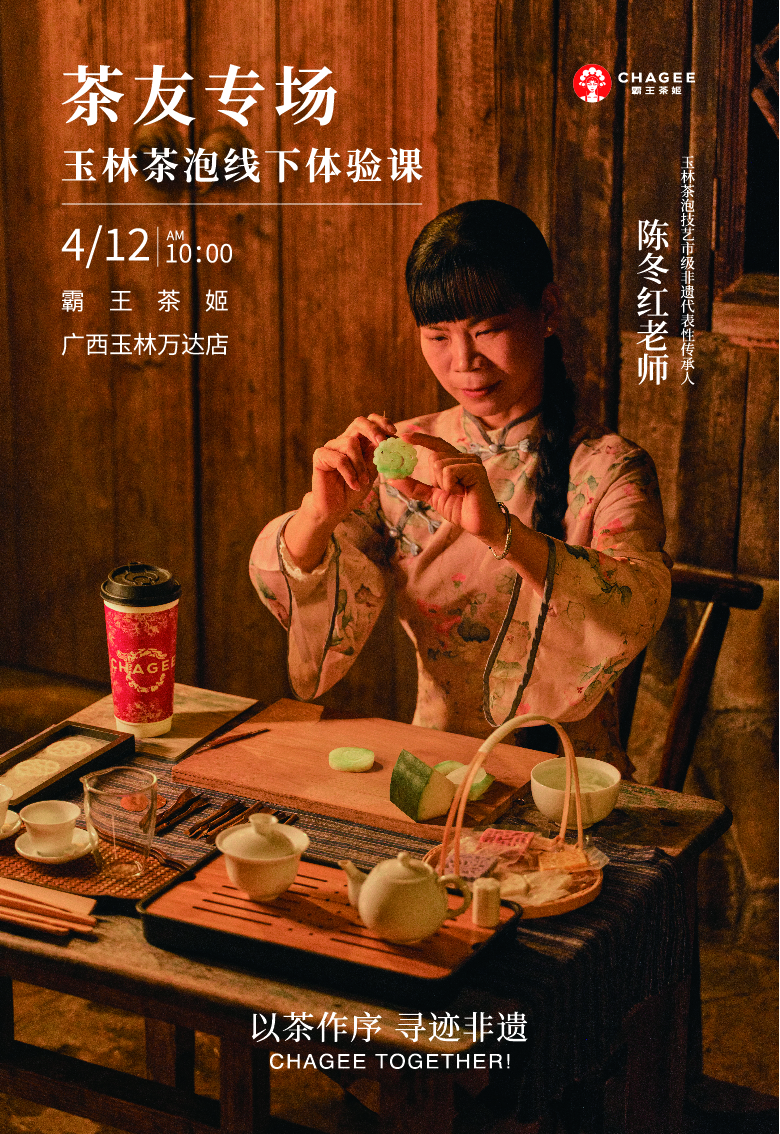 茶友专场
玉林茶泡线下体验课
4/12
AM
10:00
霸王茶姬
广西玉林万达店
CHAGEE
霸王茶姬
玉林茶泡技艺市级非遗代表性传承人
陈冬红老师
CHAGEE
以茶作序 寻迹非遗
CHAGEE TOGETHER!